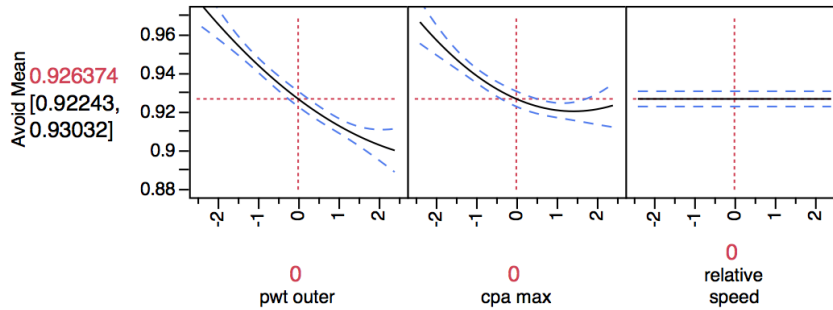 Avoid Mean
0.926374
[0.92243,
0.93032]
0.96
0.94
0.92
0.9
0.88
-2 -1 0 1 2
-2 -1 0 1 2
-2 -1 0 1 2
0
pwt outer
0
cpa max
0
relative
speed